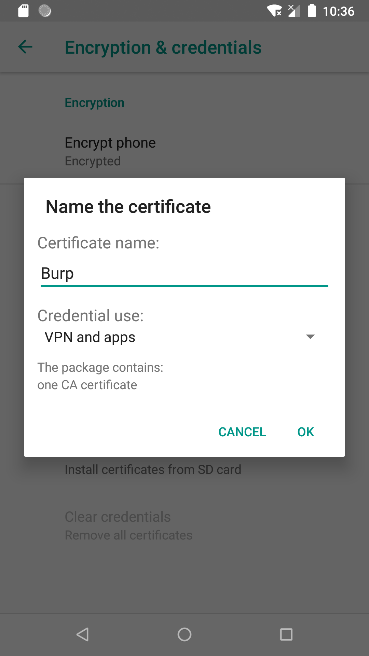 10:36
Encryption & credentials
Encryption
Encrypt phone
Encrypted
Name the certificate
Certificate name:
Burp
Credential use:
VPN and apps
The package contains:
one CA certificate
CANCEL OK
Install certificates from SD card
Clear credentials
Remove all certificates